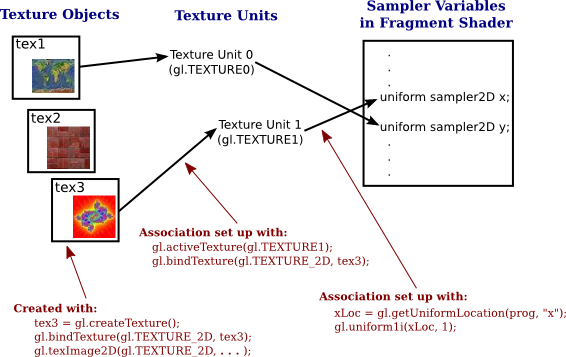 Texture Objects
Texture Units
Sampler Variables
in Fragment Shader
tex1
Texture Unit 0
(gl.TEXTURE0)
.
.
.
uniform sampler2D x;
tex2
Texture Unit 1
(gl.TEXTURE1)
uniform sampler2D y;
.
.
.
tex3
Association set up with:
gl.activeTexture(gl.TEXTURE1);
gl.bindTexture(gl.TEXTURE_2D, tex3);
Created with:
tex3 = gl.createTexture();
gl.bindTexture(gl.TEXTURE_2D, tex3);
gl.texImage2D(gl.TEXTURE_2D, . . . );
Association set up with:
xLoc = gl.getUniformLocation(prog, "x");
gl.uniform1i(xLoc, 1);